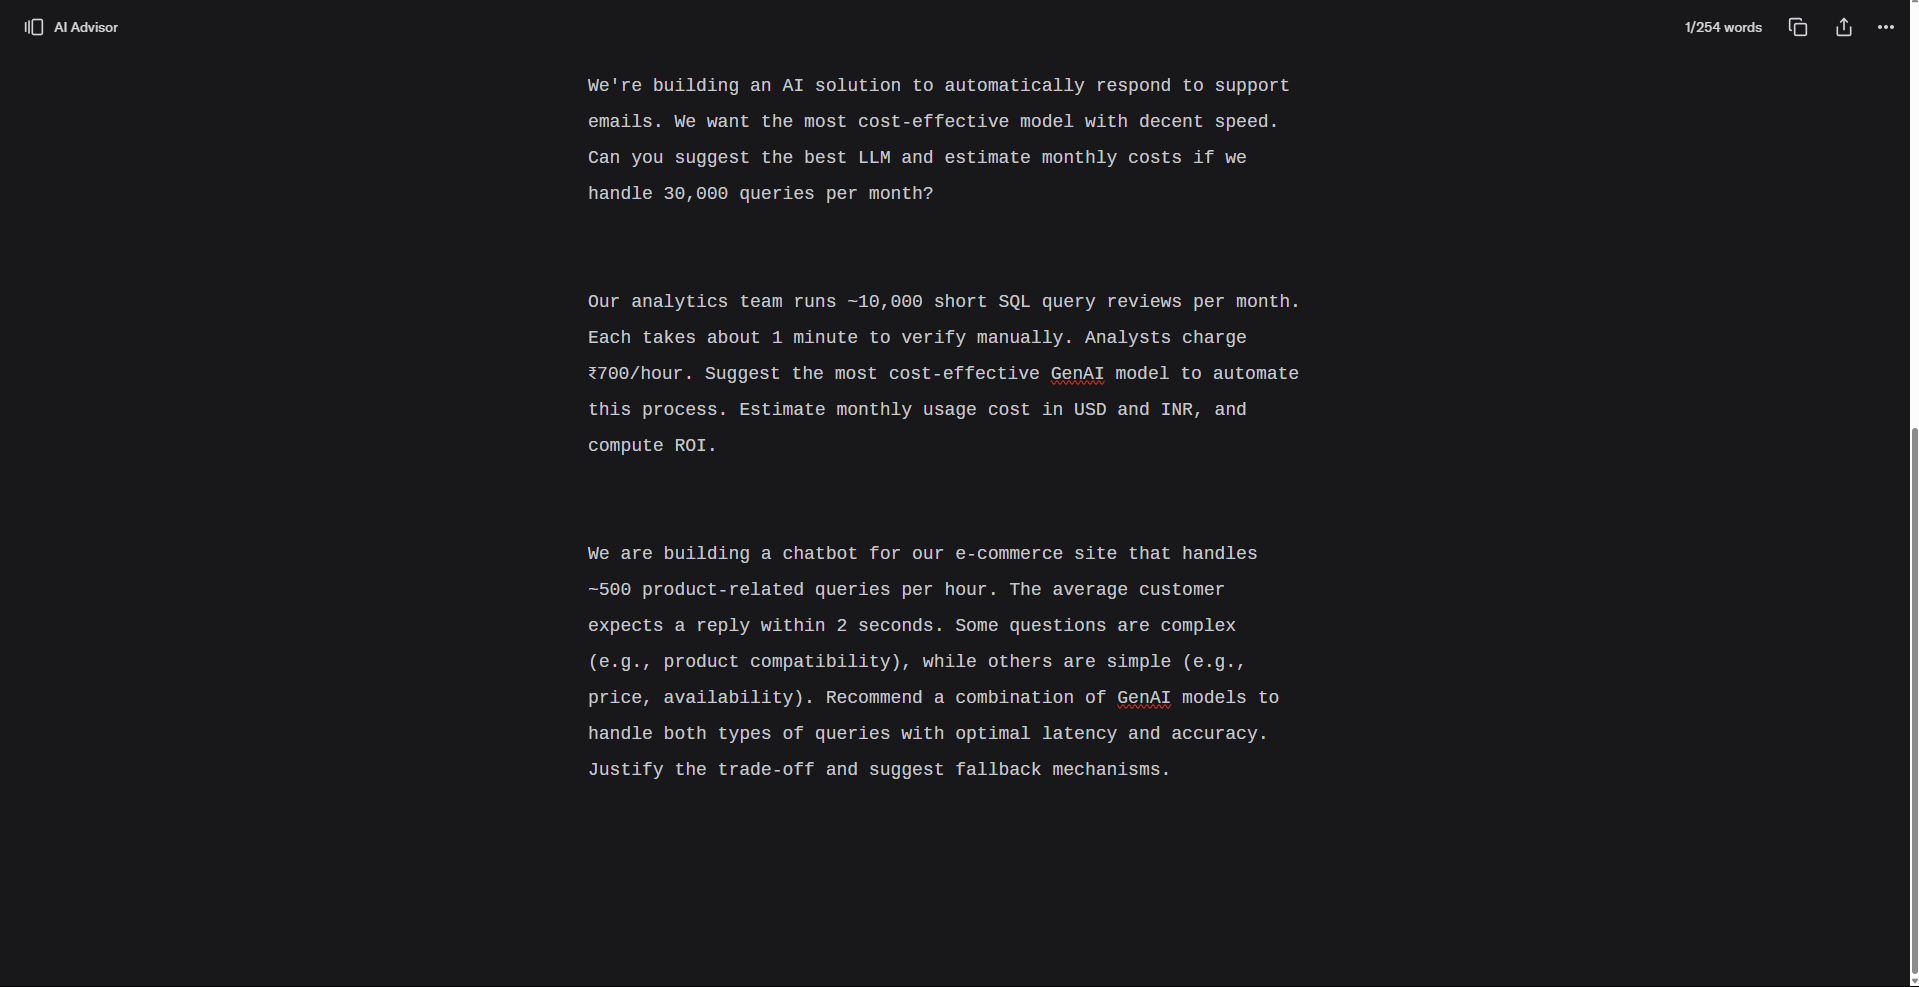 AI Advisor
1/254 words
We're building an AI solution to automatically respond to support
emails. We want the most cost-effective model with decent speed.
Can you suggest the best LLM and estimate monthly costs if we
handle 30,000 queries per month?
Our analytics team runs ~10,000 short SQL query reviews per month.
Each takes about 1 minute to verify manually. Analysts charge
₹700/hour. Suggest the most cost-effective GenAI model to automate
this process. Estimate monthly usage cost in USD and INR, and
compute ROI.
We are building a chatbot for our e-commerce site that handles
~500 product-related queries per hour. The average customer
expects a reply within 2 seconds. Some questions are complex
(e.g., product compatibility), while others are simple (e.g.,
price, availability). Recommend a combination of GenAI models to
handle both types of queries with optimal latency and accuracy.
Justify the trade-off and suggest fallback mechanisms.